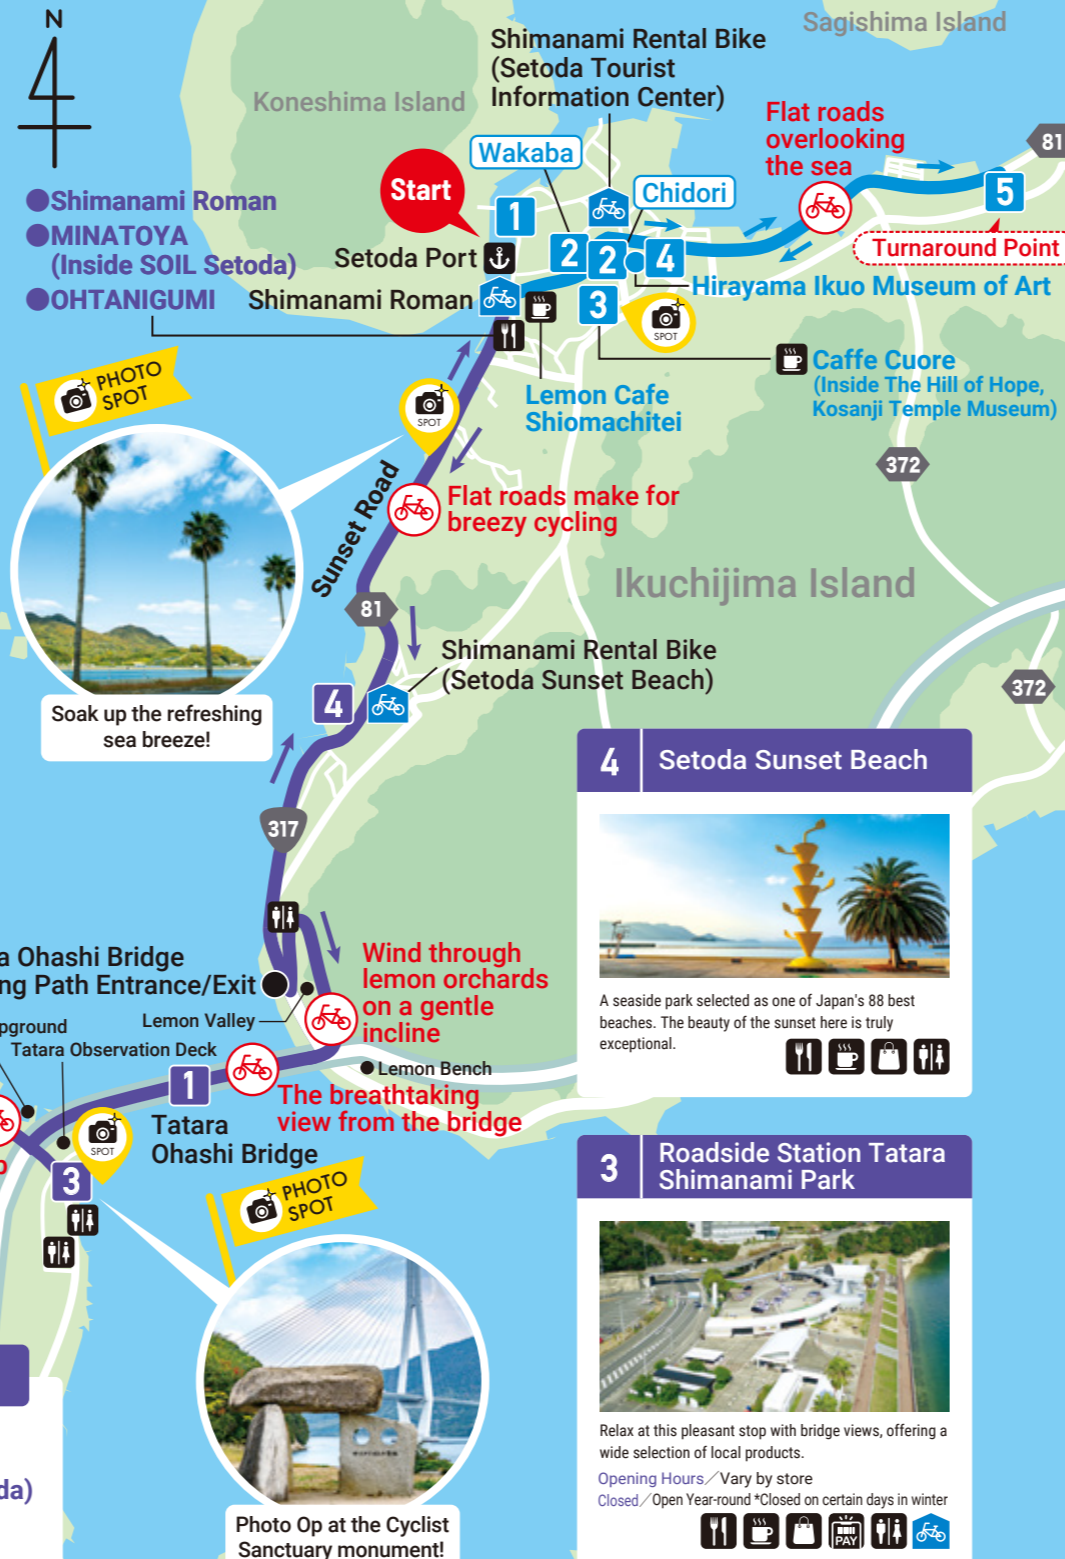 N
Sagishima Island
Shimanami Rental Bike
(Setoda Tourist
Information Center)
Koneshima Island
Flat roads
overlooking
the sea
81
Wakaba
Start
Chidori
Shimanami Roman
MINATOYA
(Inside SOIL Setoda)
OHTANIGUMI
1
5
Setoda Port
2
2
4
Turnaround Point
Shimanami Roman
Hirayama Ikuo Museum of Art
3
SPOT
Caffe Cuore
(Inside The Hill of Hope,
Kosanji Temple Museum)
PHOTO
SPOT
SPOT
Lemon Cafe
Shiomachitei
372
Sunset Road
Flat roads make for
breezy cycling
Ikuchijima Island
81
Shimanami Rental Bike
(Setoda Sunset Beach)
372
4
Soak up the refreshing
sea breeze!
4
Setoda Sunset Beach
317
A seaside park selected as one of Japan's 88 best
beaches. The beauty of the sunset here is truly
exceptional.
a Ohashi Bridge
ng Path Entrance/Exit
Wind through
lemon orchards
on a gentle
incline
Lemon Valley
pground
Tatara Observation Deck
Lemon Bench
1
The breathtaking
view from the bridge
Tatara
Ohashi Bridge
SPOT
3
PHOTO
SPOT
3
Roadside Station Tatara
Shimanami Park
Relax at this pleasant stop with bridge views, offering a
wide selection of local products.
Opening Hours／Vary by store
Closed／Open Year-round *Closed on certain days in winter
PAY
da)
Photo Op at the Cyclist
Sanctuary monument!